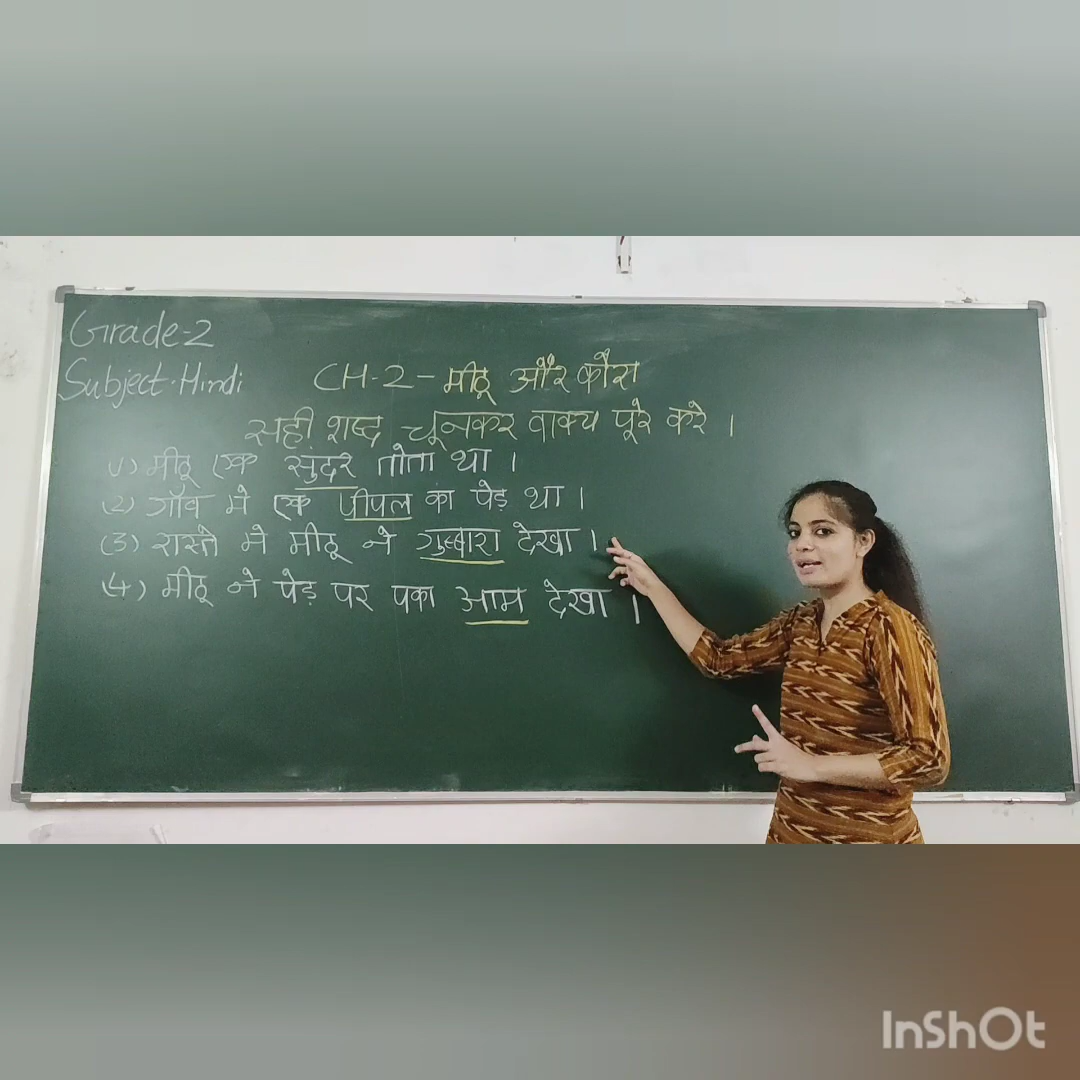 Grade-2
Subject-Hindi
CH-2-मीठू और कौरा
सही शब्द चूनकर वाक्य पूरे करे ।
(1) मीठू एक सुंदर तोता था ।
(2) गाँव मे एक पीपल का पेड़ था ।
(3) रास्ते मे मीठू ने गुब्बारा देखा ।
(4) मीठू ने पेड़ पर पका आम देखा ।
InShOt